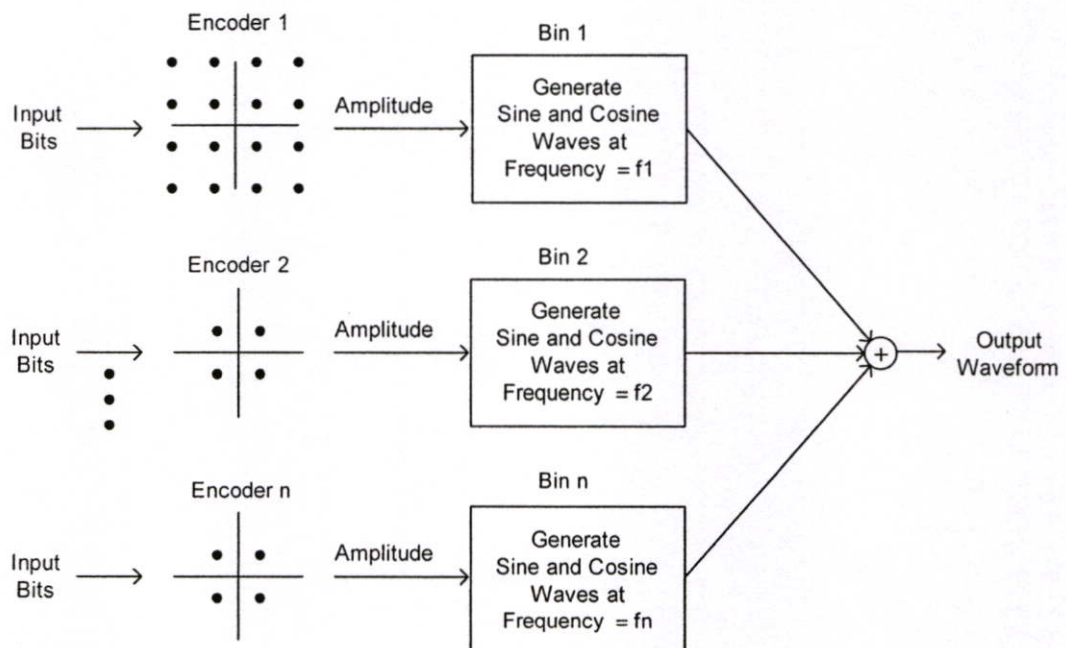 Encoder 1
Bin 1
Input
Bits
Amplitude
Generate
Sine and Cosine
Waves at
Frequency = f1
Encoder 2
Bin 2
Input
Bits
Amplitude
Generate
Sine and Cosine
Waves at
Frequency = f2
+
Output
Waveform
Encoder n
Bin n
Input
Bits
Amplitude
Generate
Sine and Cosine
Waves at
Frequency = fn